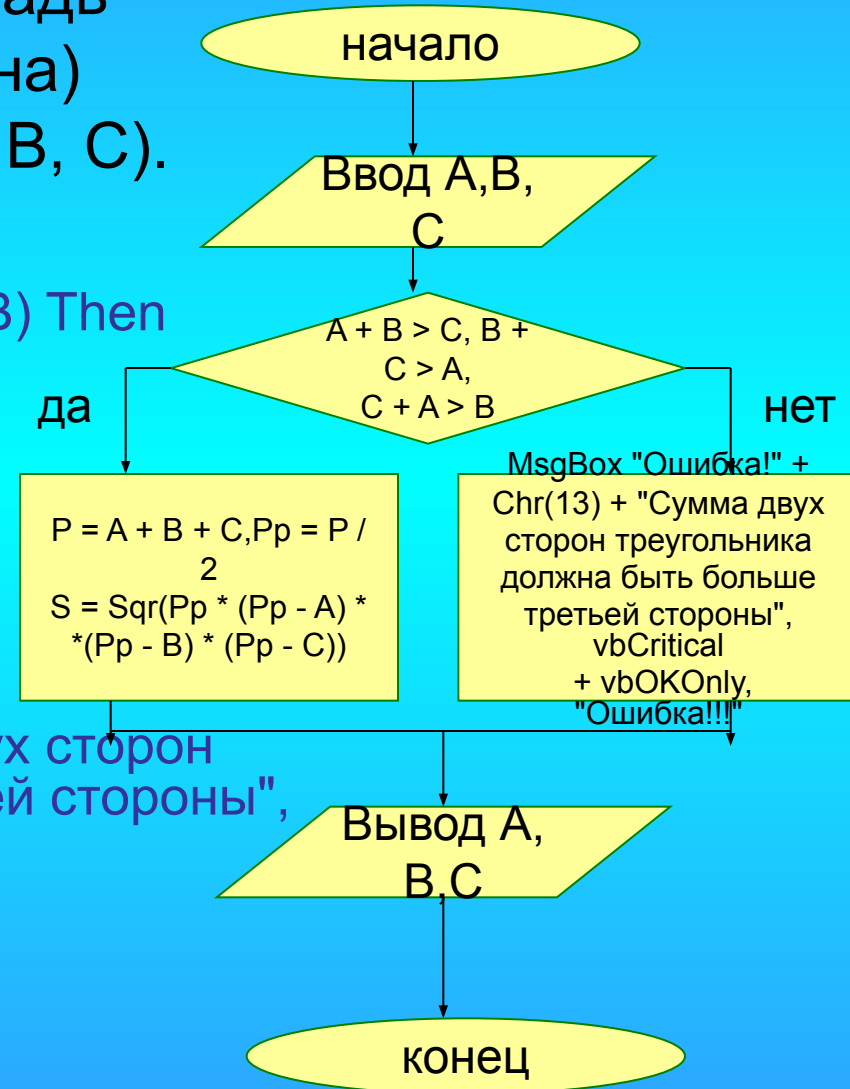 адь
на)
В, С).
начало
Ввод А,В,
С
В) Then
A + B > C, B +
C > A,
C + A > B
да
нет
P = A + B + C,Pp = P /
2
S = Sqr(Pp * (Pp - A) *
*(Pp - B) * (Pp - C))
MsgBox "Ошибка!" +
Chr(13) + "Сумма двух
сторон треугольника
должна быть больше
третьей стороны",
vbCritical
+ vbOKOnly,
"Ошибка!!!"
ух сторон
ей стороны",
Вывод А,
В,С
конец